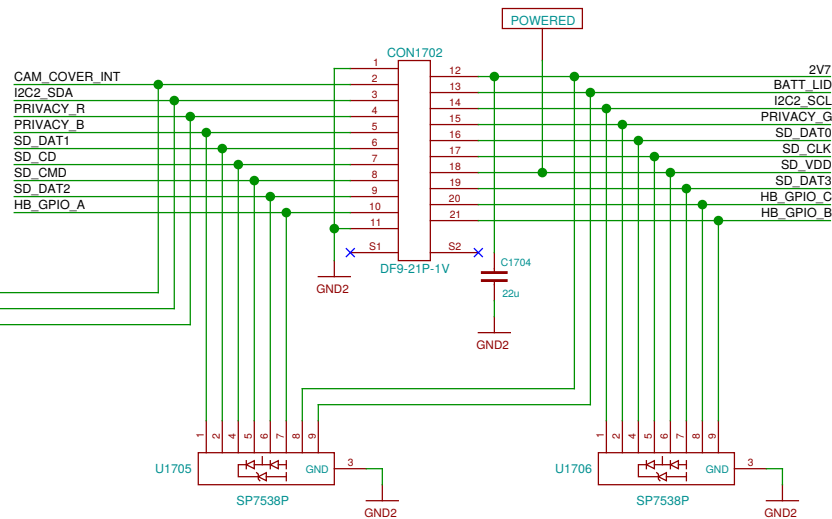 POWERED
CON1702
CAM_COVER_INT
I2C2_SDA
PRIVACY_R
PRIVACY_B
SD_DAT1
SD_CD
SD_CMD
SD_DAT2
HB_GPIO_A
1
2
3
4
5
6
7
8
9
10
11
S1
12
13
14
15
16
17
18
19
20
21
S2
2V7
BATT_LID
I2C2_SCL
PRIVACY_G
SD_DAT0
SD_CLK
SD_VDD
SD_DAT3
HB_GPIO_C
HB_GPIO_B
DF9-21P-1V
GND2
C1704
22u
GND2
1 2 4 5 6 7 8 9
U1705
GND
3
SP7538P
GND2
1 2 4 5 6 7 8 9
U1706
GND
3
SP7538P
GND2